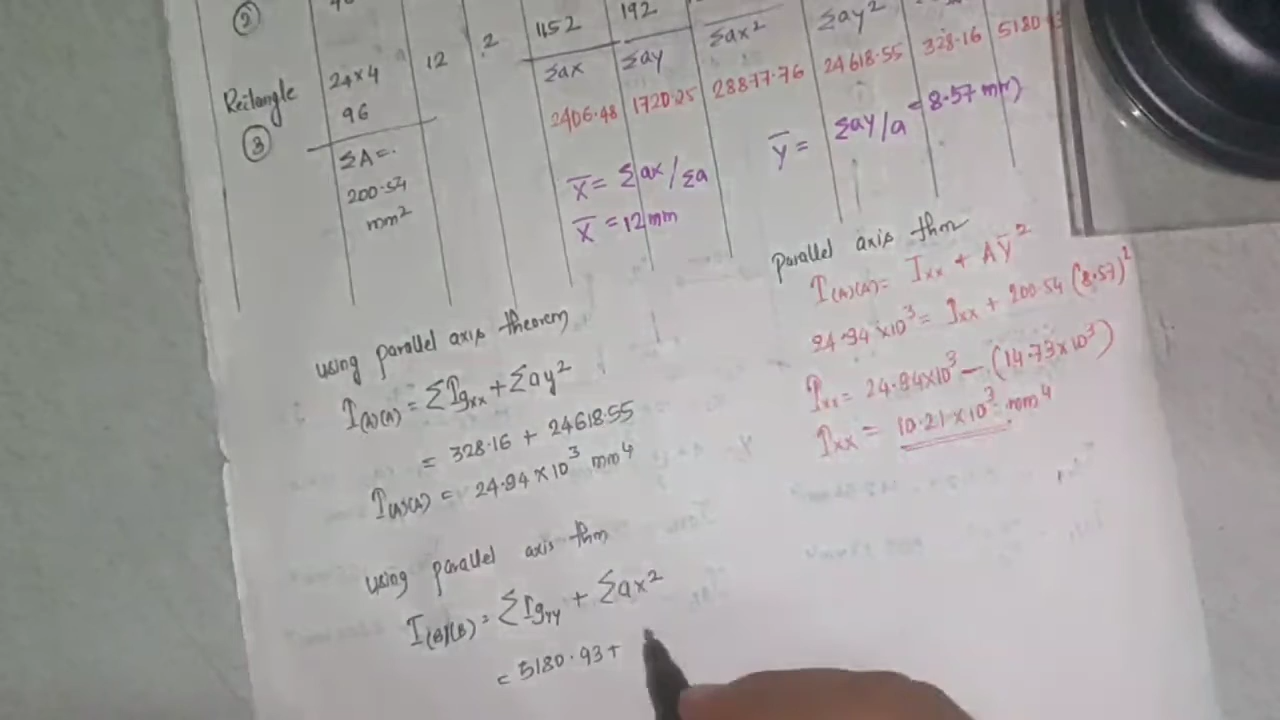 ②
1152
192
Σay²
Rectangle
24×4
12
2
Σax
Σay
Σax²
24618.55
328.16
5180
③
96
2406.48
1720.25
28877.76
ΣA=
200.54
mm²
X̄ = Σax/Σa
ȳ = Σay/a = 8.57 mm)
X̄ = 12 mm
parallel axis thm
I(A)(A) = Ixx + Aȳ²
24.94 ×10³ = Ixx + 200.54 (8.57)²
Ixx = 24.94×10³ – (14.73×10³)
Ixx = 10.21×10³ mm⁴
using parallel axis theorem
I(A)(A) = ΣIgxx + Σay²
= 328.16 + 24618.55
I(A)(A) = 24.94 ×10³ mm⁴
using parallel axis thm
I(B)(B) = ΣIgyy + Σax²
= 5180.93+